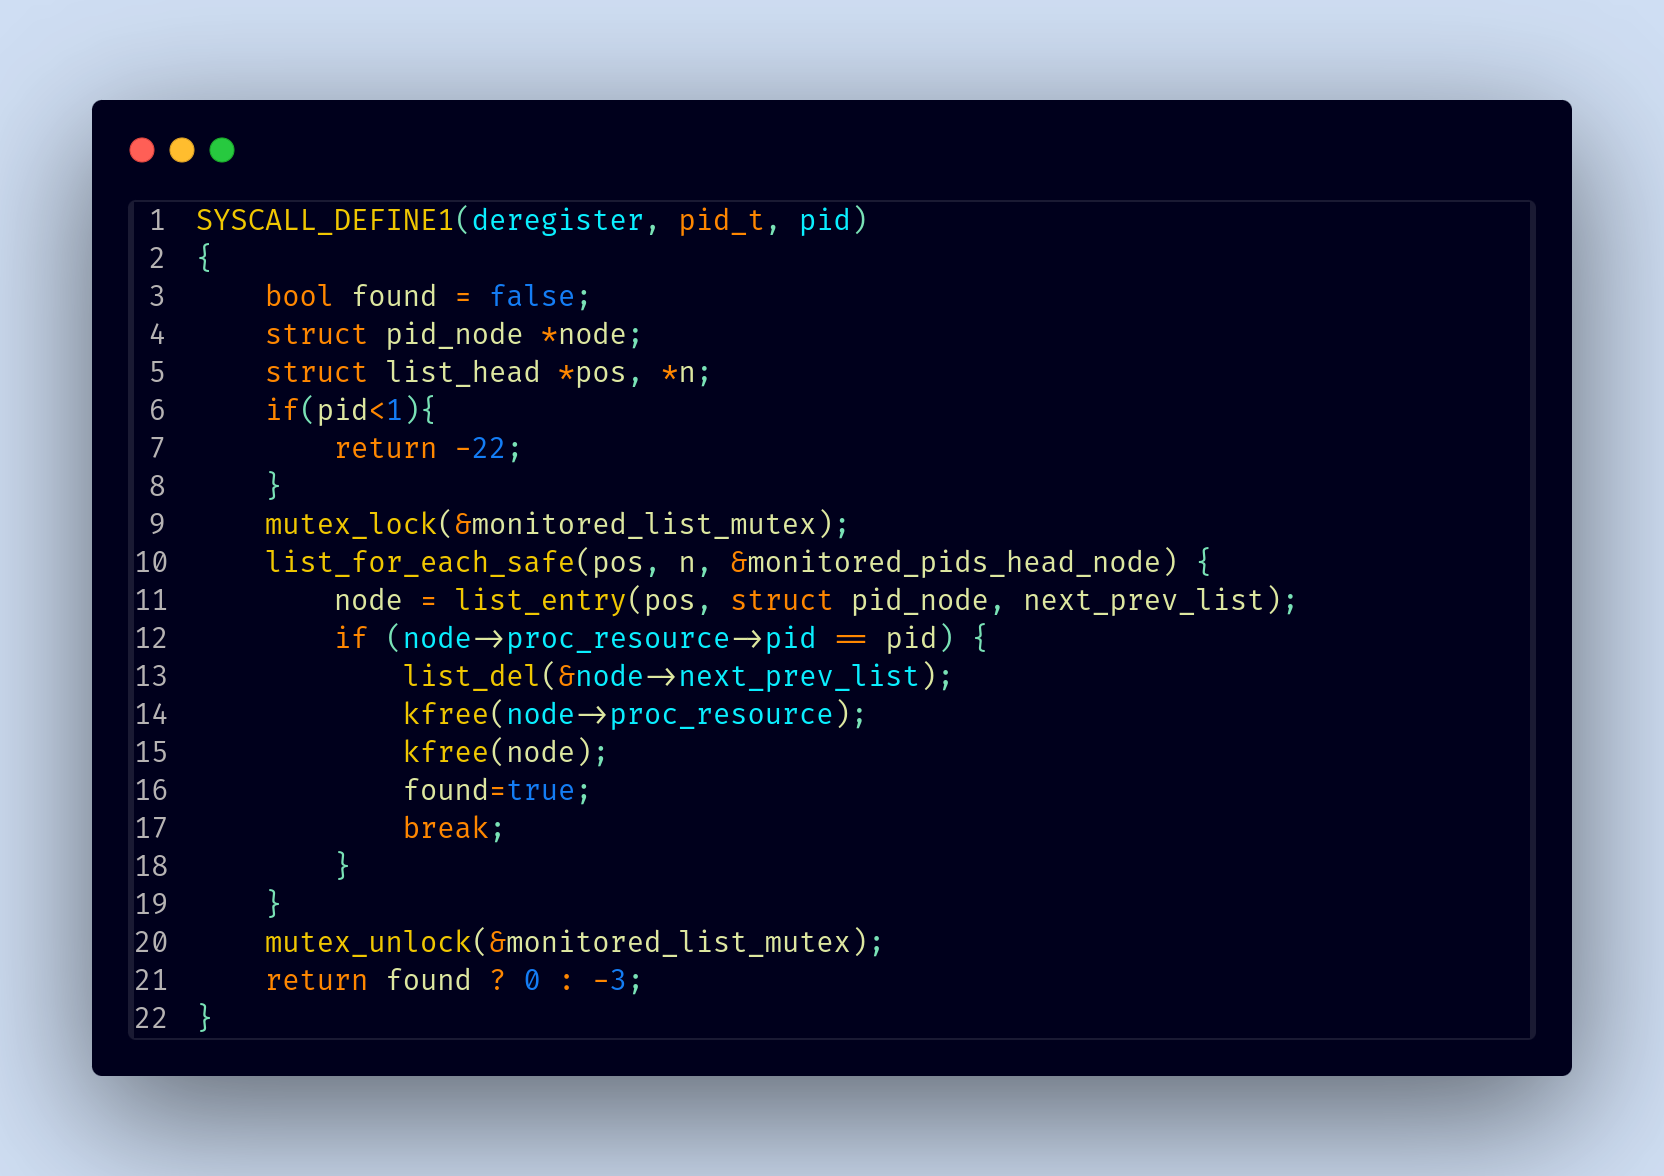 1 SYSCALL_DEFINE1(deregister, pid_t, pid)
2 {
3     bool found = false;
4     struct pid_node *node;
5     struct list_head *pos, *n;
6     if(pid<1){
7         return -22;
8     }
9     mutex_lock(&monitored_list_mutex);
10     list_for_each_safe(pos, n, &monitored_pids_head_node) {
11         node = list_entry(pos, struct pid_node, next_prev_list);
12         if (node->proc_resource->pid == pid) {
13             list_del(&node->next_prev_list);
14             kfree(node->proc_resource);
15             kfree(node);
16             found=true;
17             break;
18         }
19     }
20     mutex_unlock(&monitored_list_mutex);
21     return found ? 0 : -3;
22 }